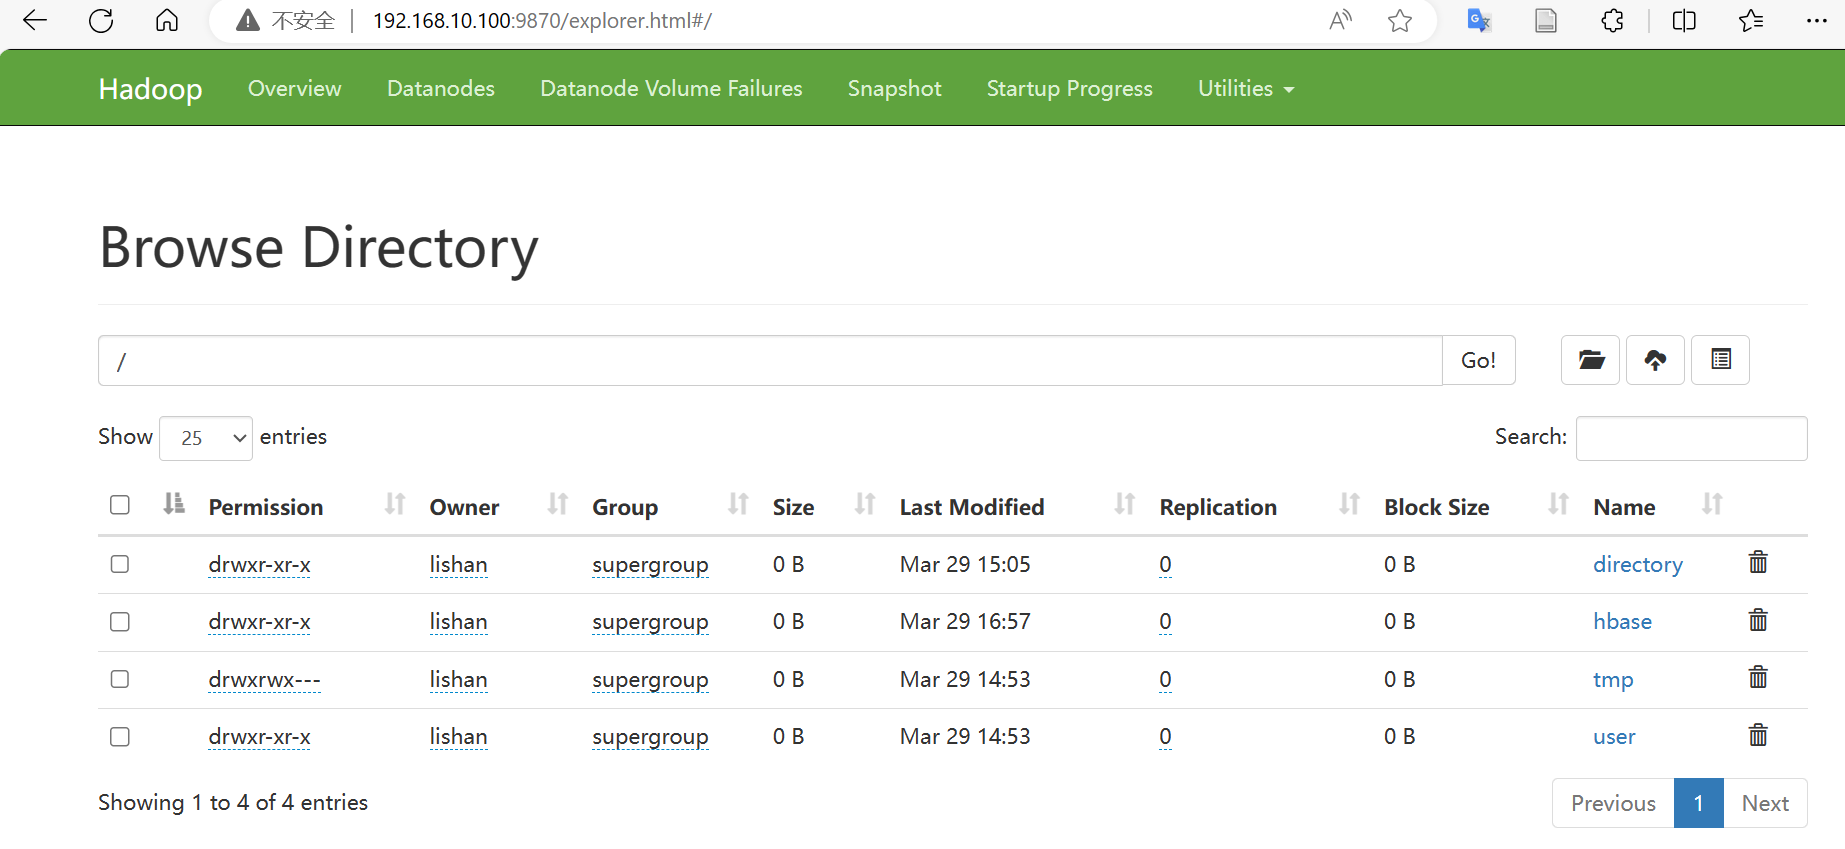 不安全 192.168.10.100:9870/explorer.html#/
Hadoop Overview Datanodes Datanode Volume Failures Snapshot Startup Progress Utilities
Browse Directory
/ Go!
Show 25 entries Search:
Permission Owner Group Size Last Modified Replication Block Size Name
drwxr-xr-x lishan supergroup 0 B Mar 29 15:05 0 0 B directory
drwxr-xr-x lishan supergroup 0 B Mar 29 16:57 0 0 B hbase
drwxrwx--- lishan supergroup 0 B Mar 29 14:53 0 0 B tmp
drwxr-xr-x lishan supergroup 0 B Mar 29 14:53 0 0 B user
Showing 1 to 4 of 4 entries Previous 1 Next